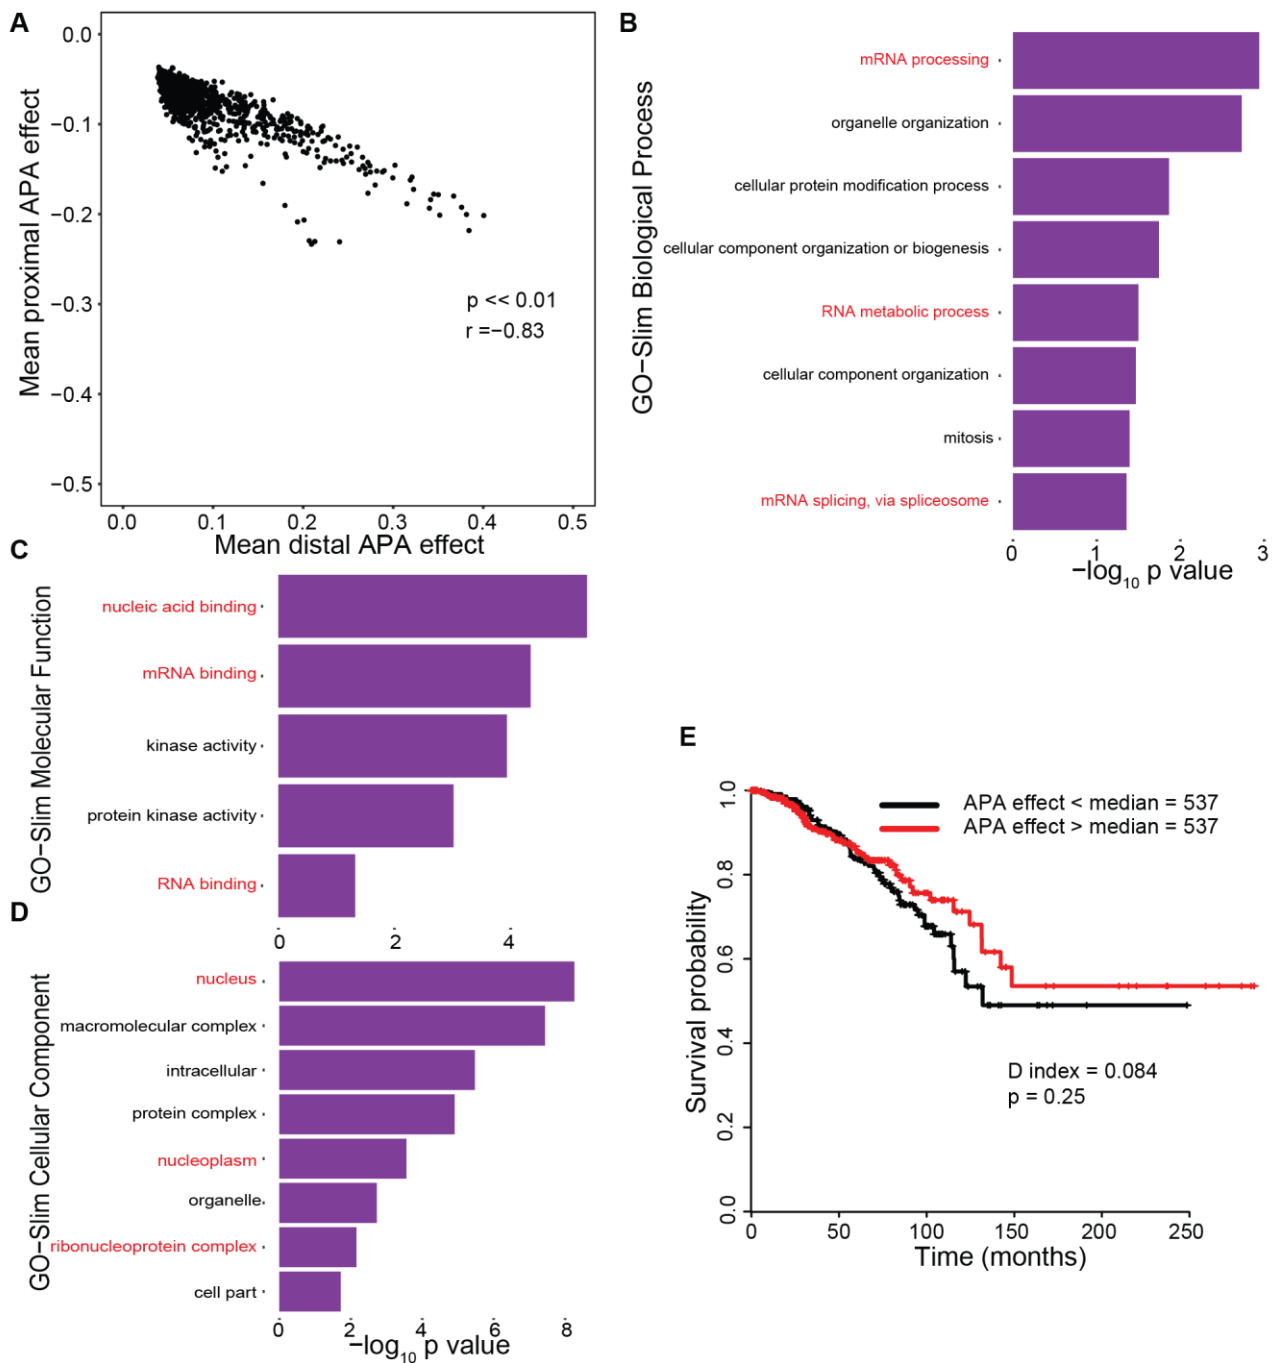 A
0.0
−0.1
−0.2
−0.3
−0.4
−0.5
Mean proximal APA effect
p << 0.01
r =−0.83
0.0 0.1 0.2 0.3 0.4 0.5
Mean distal APA effect
B
GO−Slim Biological Process
mRNA processing
organelle organization
cellular protein modification process
cellular component organization or biogenesis
RNA metabolic process
cellular component organization
mitosis
mRNA splicing, via spliceosome
0 1 2 3
−log10 p value
C
GO−Slim Molecular Function
nucleic acid binding
mRNA binding
kinase activity
protein kinase activity
RNA binding
0 2 4
D
GO−Slim Cellular Component
nucleus
macromolecular complex
intracellular
protein complex
nucleoplasm
organelle
ribonucleoprotein complex
cell part
0 2 4 6 8
−log10 p value
E
Survival probability
1.0
0.8
0.6
0.4
0.2
0.0
APA effect < median = 537
APA effect > median = 537
D index = 0.084
p = 0.25
0 50 100 150 200 250
Time (months)